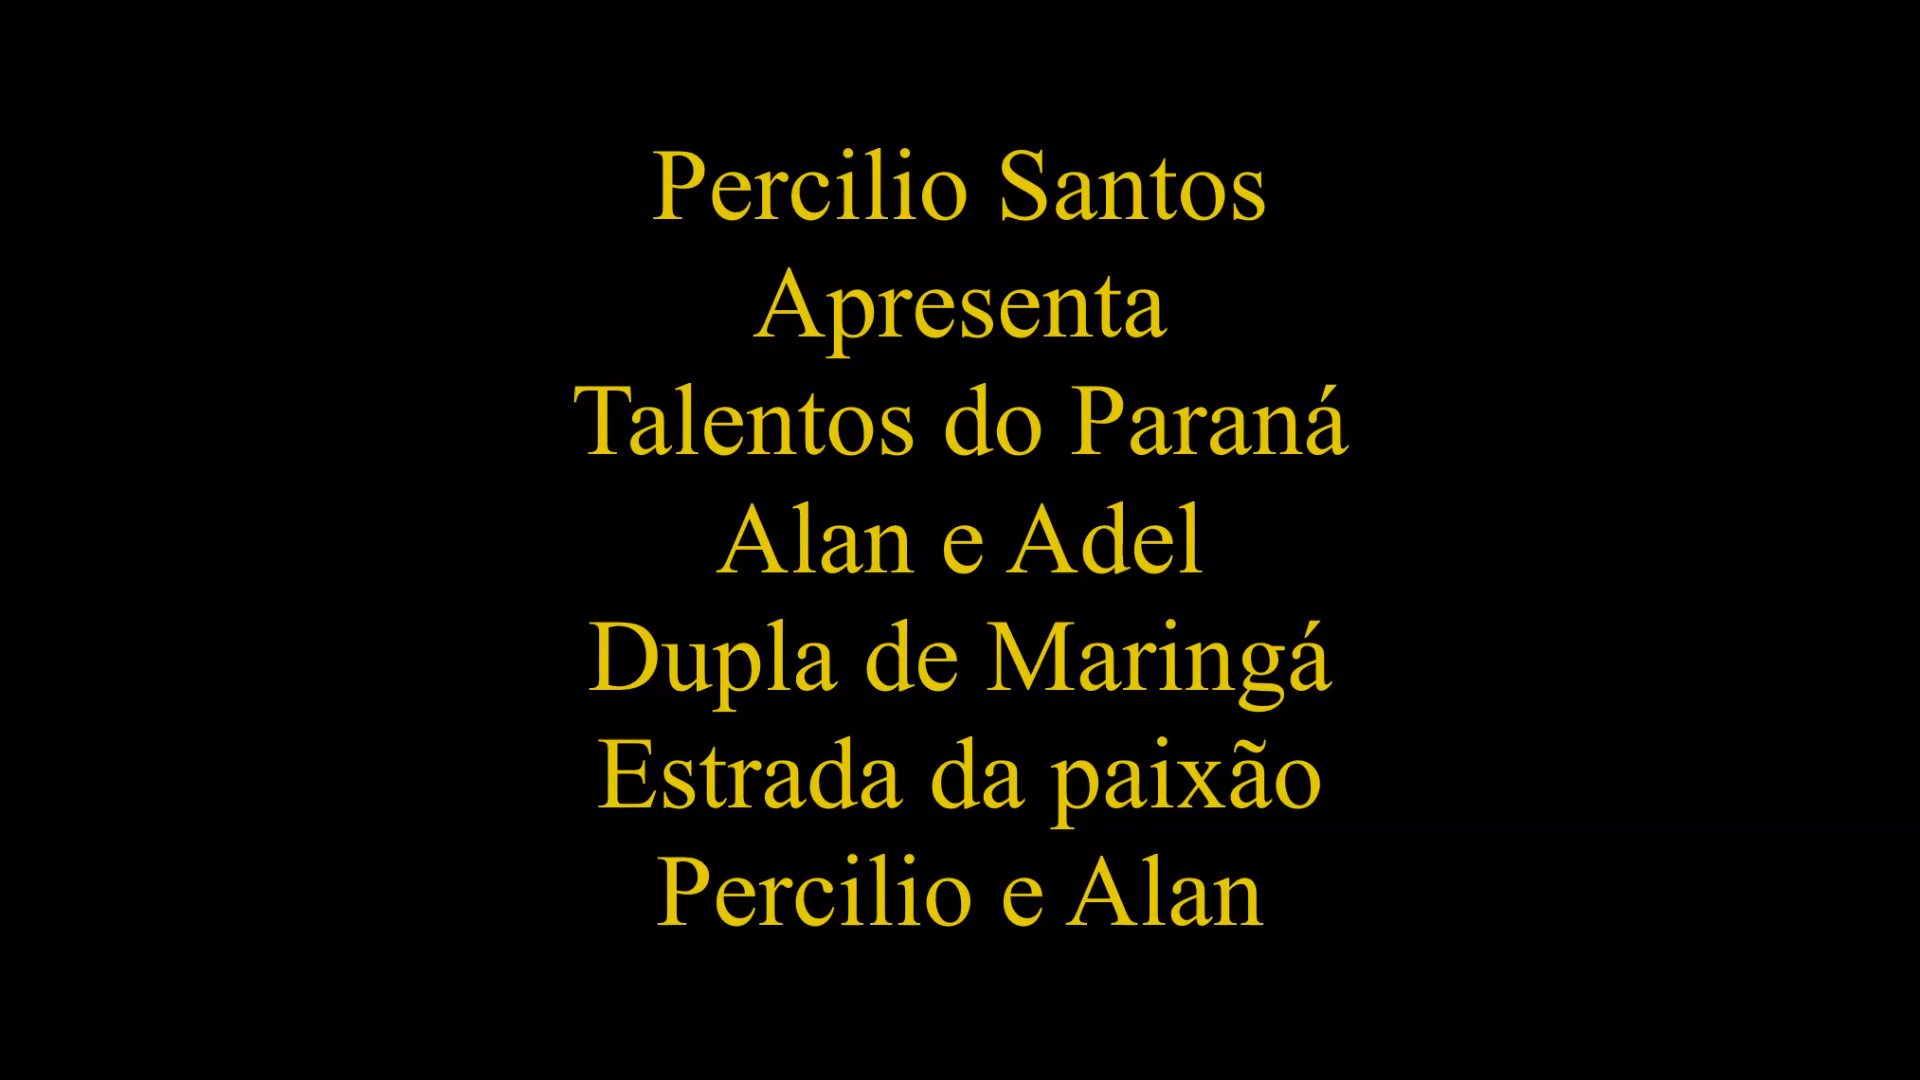 Percilio Santos
Apresenta
Talentos do Paraná
Alan e Adel
Dupla de Maringá
Estrada da paixão
Percilio e Alan